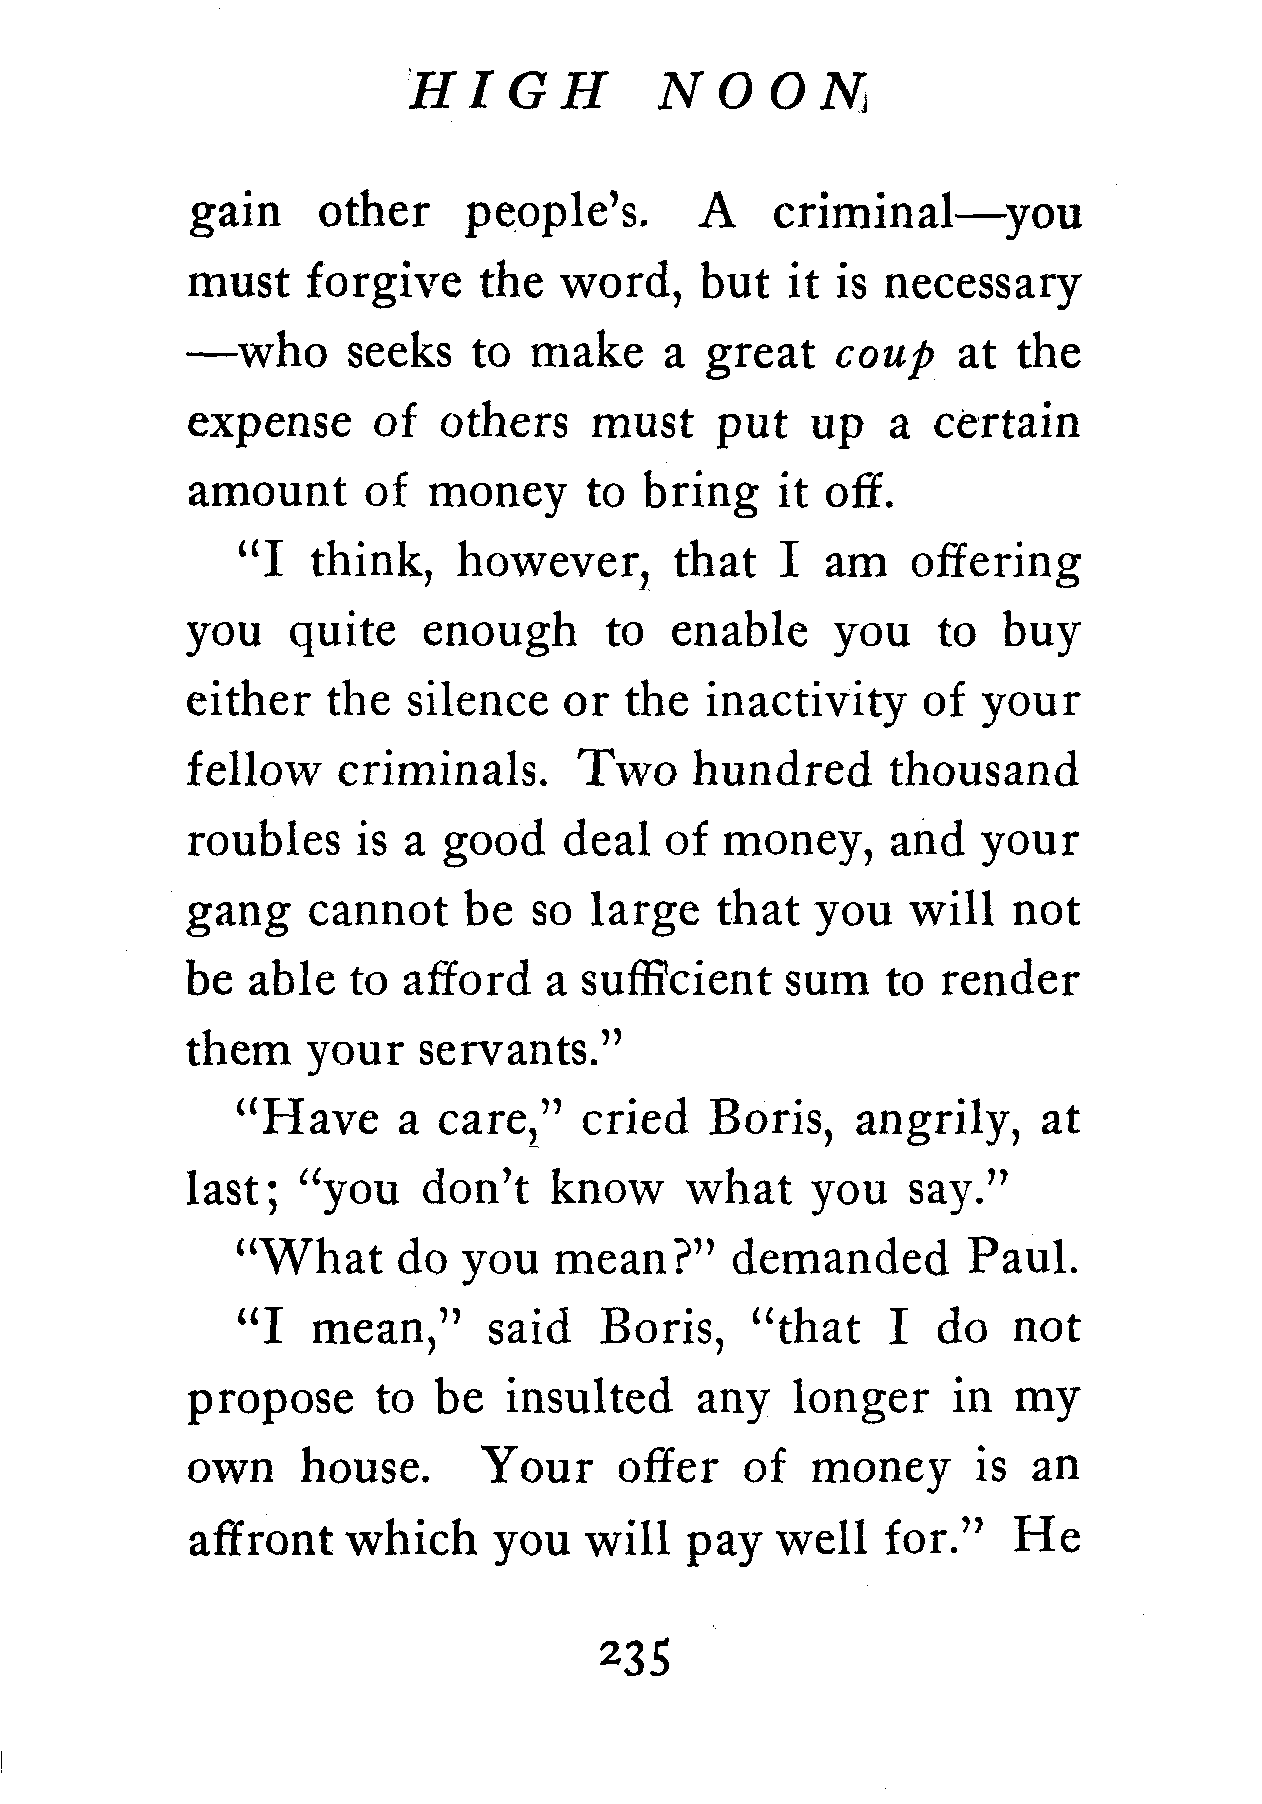 HIGH NOON
gain other people's. A criminal—you
must forgive the word, but it is necessary
—who seeks to make a great coup at the
expense of others must put up a certain
amount of money to bring it off.
“I think, however, that I am offering
you quite enough to enable you to buy
either the silence or the inactivity of your
fellow criminals. Two hundred thousand
roubles is a good deal of money, and your
gang cannot be so large that you will not
be able to afford a sufficient sum to render
them your servants.”
“Have a care,” cried Boris, angrily, at
last; “you don't know what you say.”
“What do you mean?” demanded Paul.
“I mean,” said Boris, “that I do not
propose to be insulted any longer in my
own house. Your offer of money is an
affront which you will pay well for.” He
235